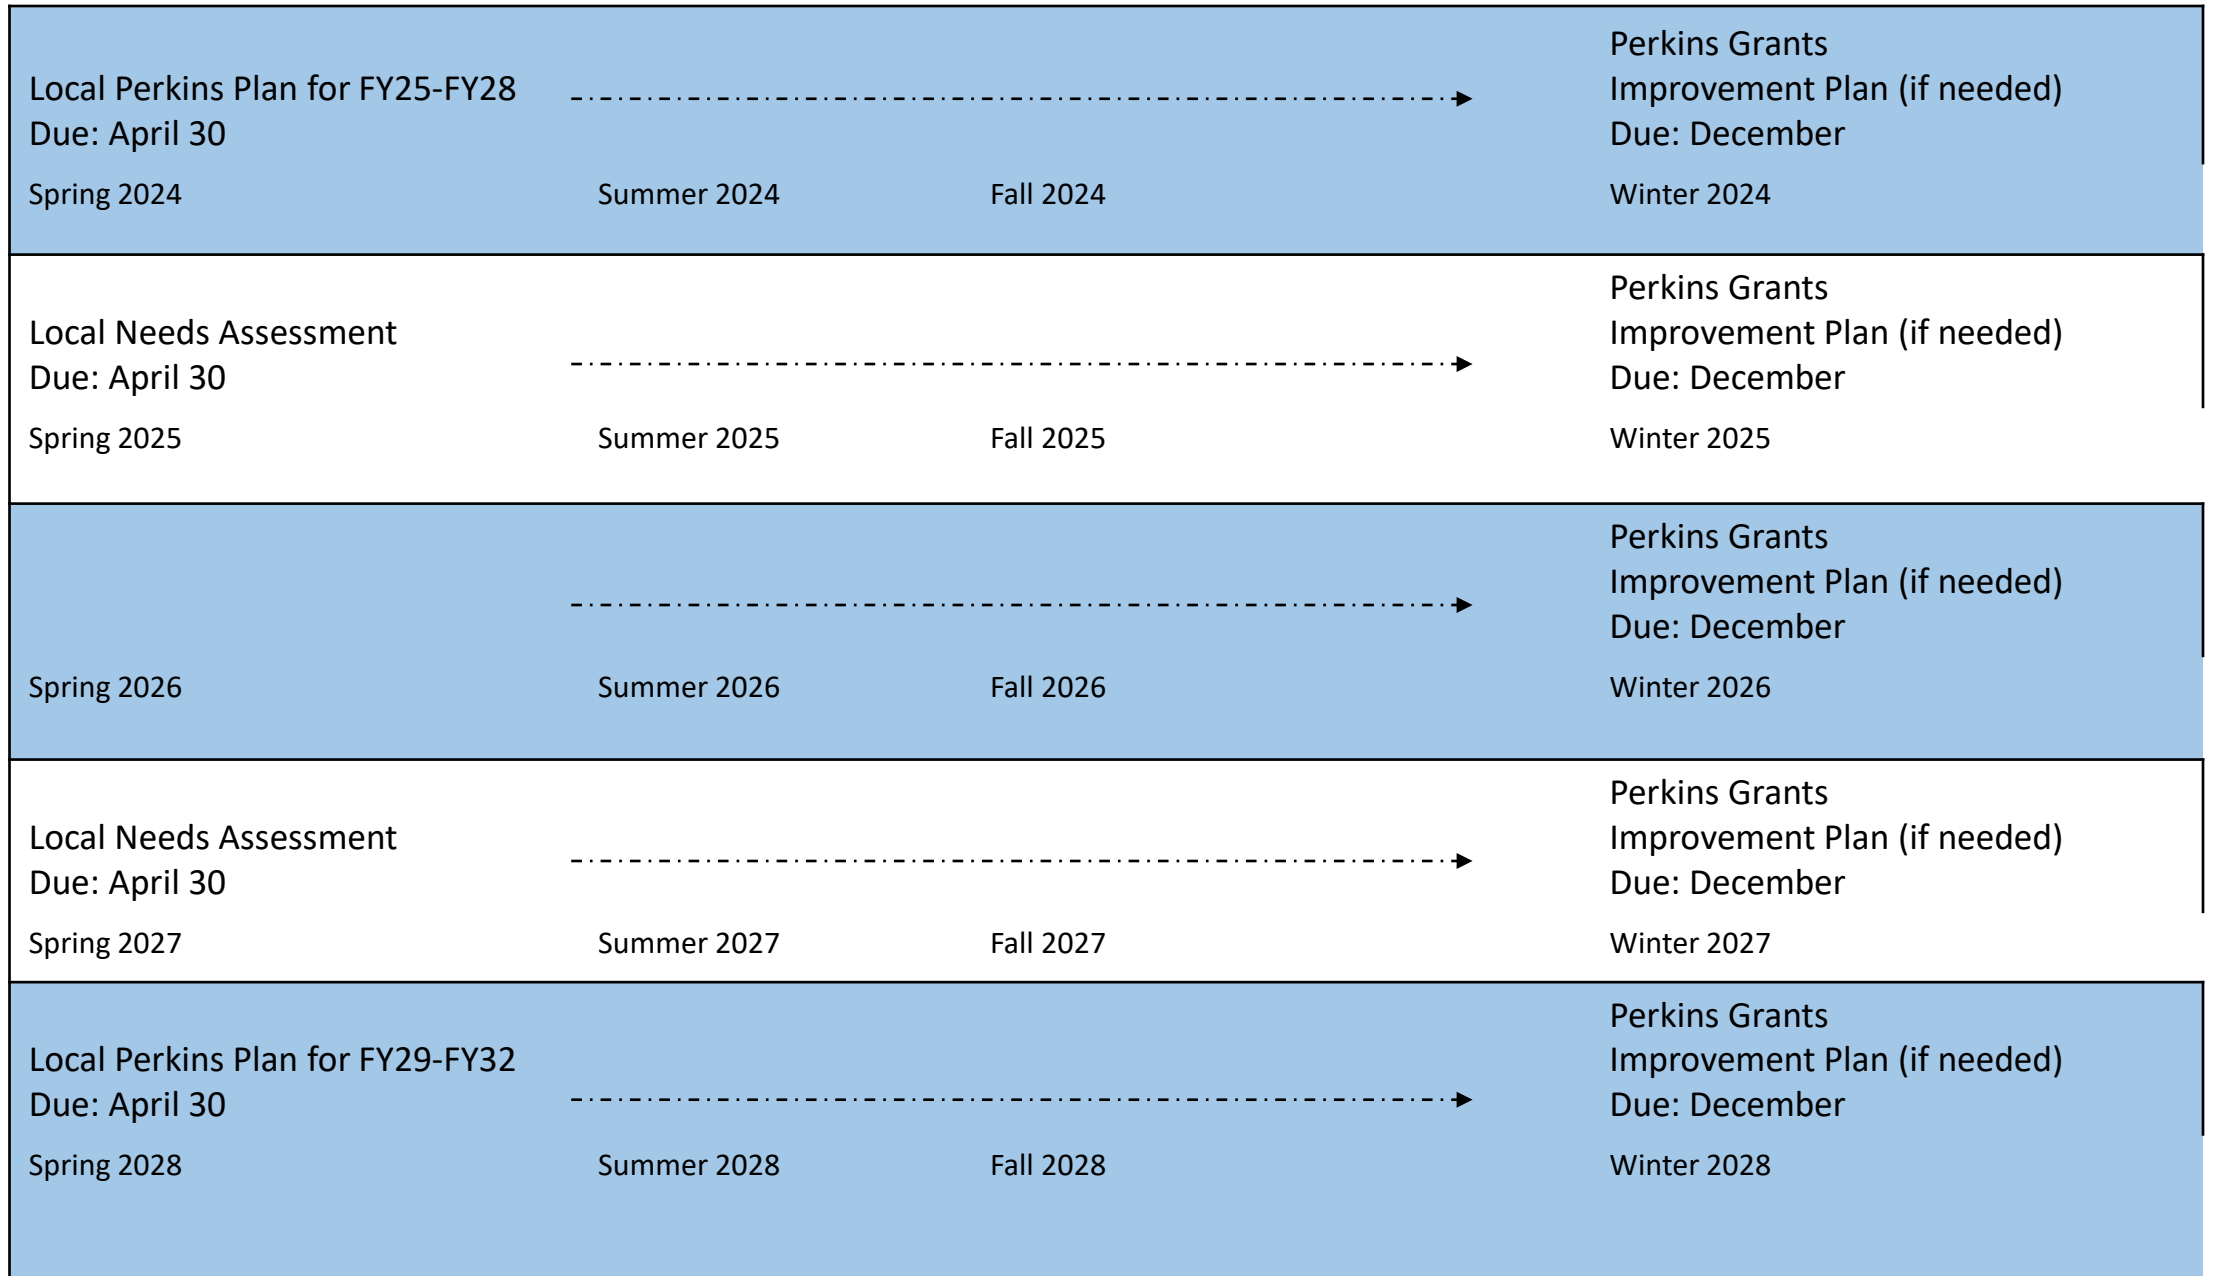 Local Perkins Plan for FY25-FY28
Due: April 30
Perkins Grants
Improvement Plan (if needed)
Due: December
Spring 2024
Summer 2024
Fall 2024
Winter 2024
Local Needs Assessment
Due: April 30
Perkins Grants
Improvement Plan (if needed)
Due: December
Spring 2025
Summer 2025
Fall 2025
Winter 2025
Perkins Grants
Improvement Plan (if needed)
Due: December
Spring 2026
Summer 2026
Fall 2026
Winter 2026
Local Needs Assessment
Due: April 30
Perkins Grants
Improvement Plan (if needed)
Due: December
Spring 2027
Summer 2027
Fall 2027
Winter 2027
Local Perkins Plan for FY29-FY32
Due: April 30
Perkins Grants
Improvement Plan (if needed)
Due: December
Spring 2028
Summer 2028
Fall 2028
Winter 2028